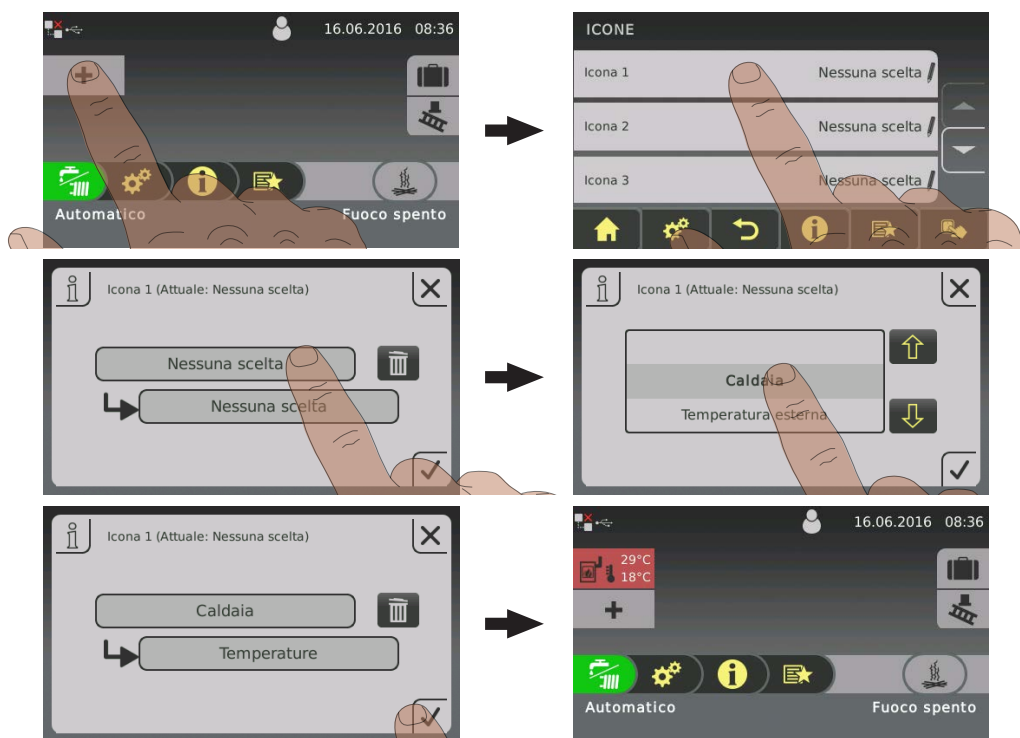 16.06.2016 08:36
Automatico
Fuoco spento
ICONE
Icona 1 Nessuna scelta
Icona 2 Nessuna scelta
Icona 3 Nessuna scelta
Icona 1 (Attuale: Nessuna scelta)
Nessuna scelta
Nessuna scelta
Icona 1 (Attuale: Nessuna scelta)
Caldaia
Temperatura esterna
Icona 1 (Attuale: Nessuna scelta)
Caldaia
Temperature
16.06.2016 08:36
29°C
18°C
Automatico
Fuoco spento